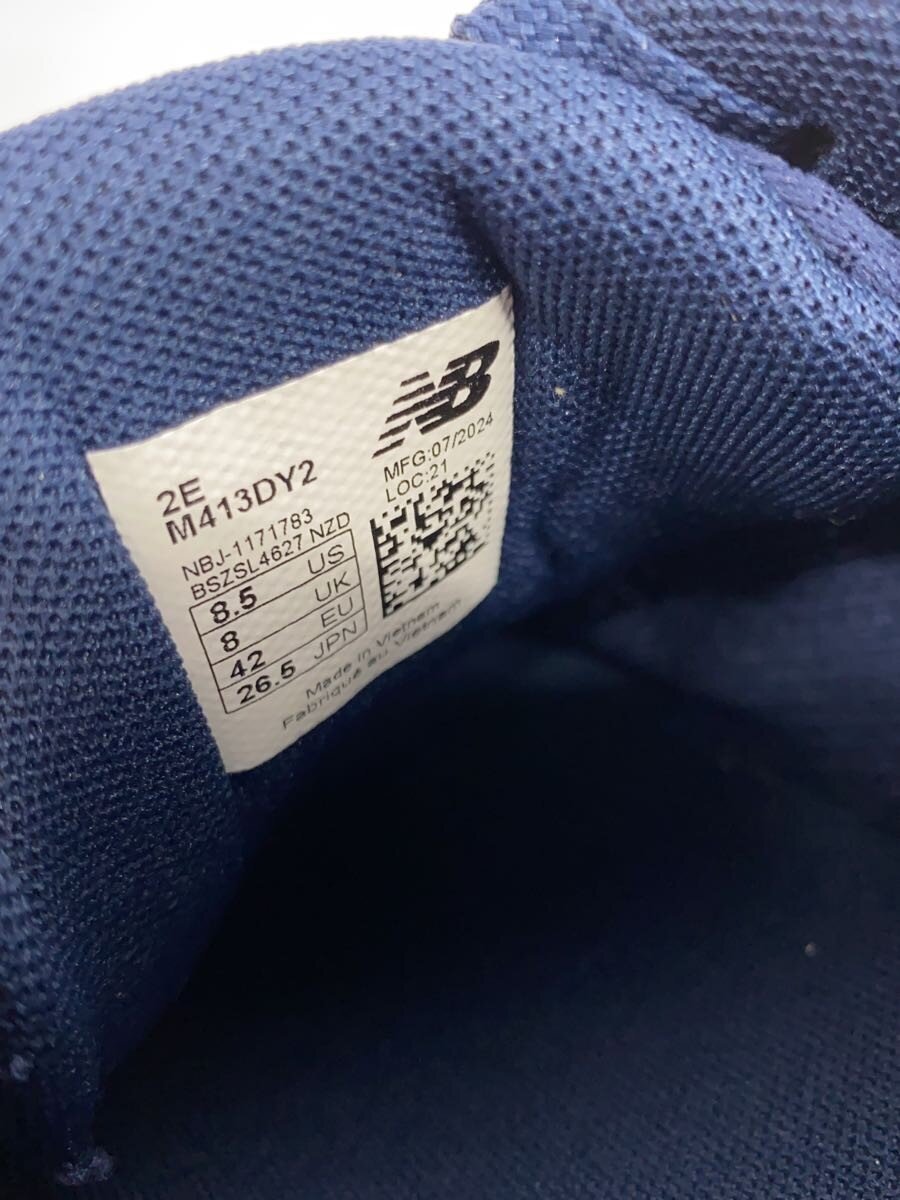 NB
2E
M413DY2
MFG:07/2024
LOC:21
NBJ-1171783
BSZSL4627 NZD
8.5 US
8 UK
42 EU
26.5 JPN
Made in Vietnam
Fabriqué au Vietnam